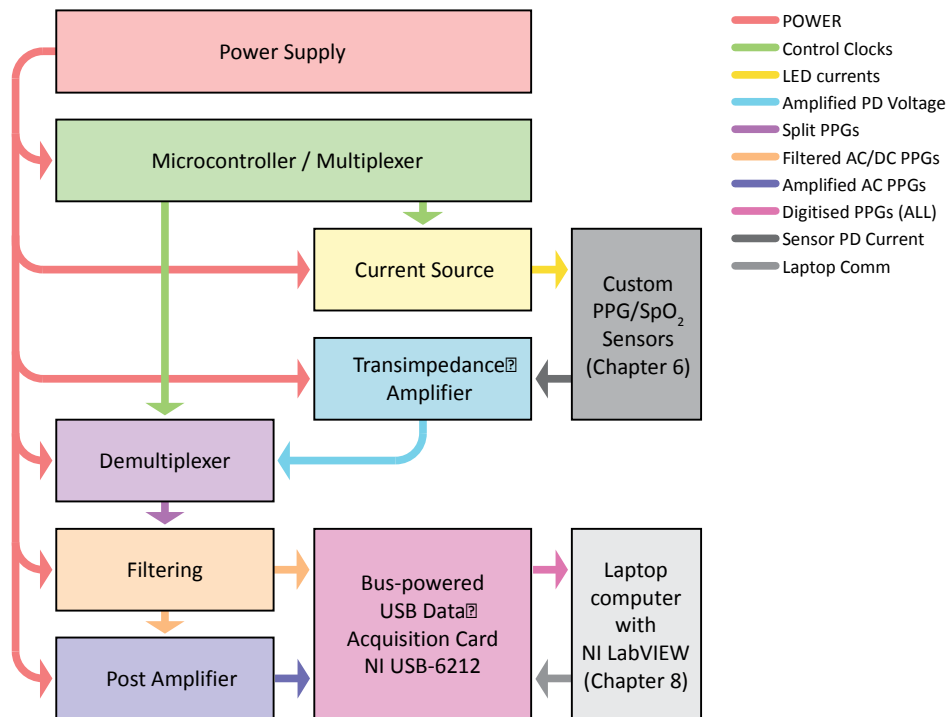 Power Supply
Microcontroller / Multiplexer
Current Source
Custom
PPG/SpO₂
Sensors
(Chapter 6)
Transimpedance⍰
Amplifier
Demultiplexer
Filtering
Bus-powered
USB Data⍰
Acquisition Card
NI USB-6212
Laptop
computer
with
NI LabVIEW
(Chapter 8)
Post Amplifier
POWER
Control Clocks
LED currents
Amplified PD Voltage
Split PPGs
Filtered AC/DC PPGs
Amplified AC PPGs
Digitised PPGs (ALL)
Sensor PD Current
Laptop Comm